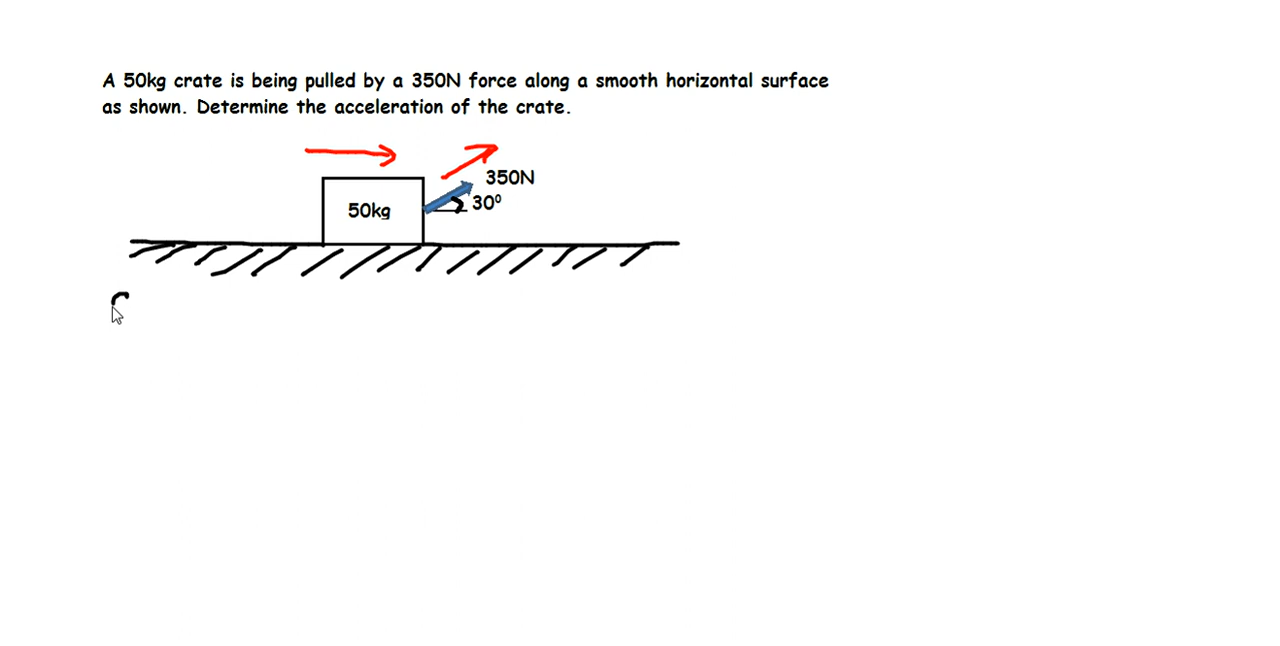 A 50kg crate is being pulled by a 350N force along a smooth horizontal surface
as shown. Determine the acceleration of the crate.
350N
30⁰
50kg